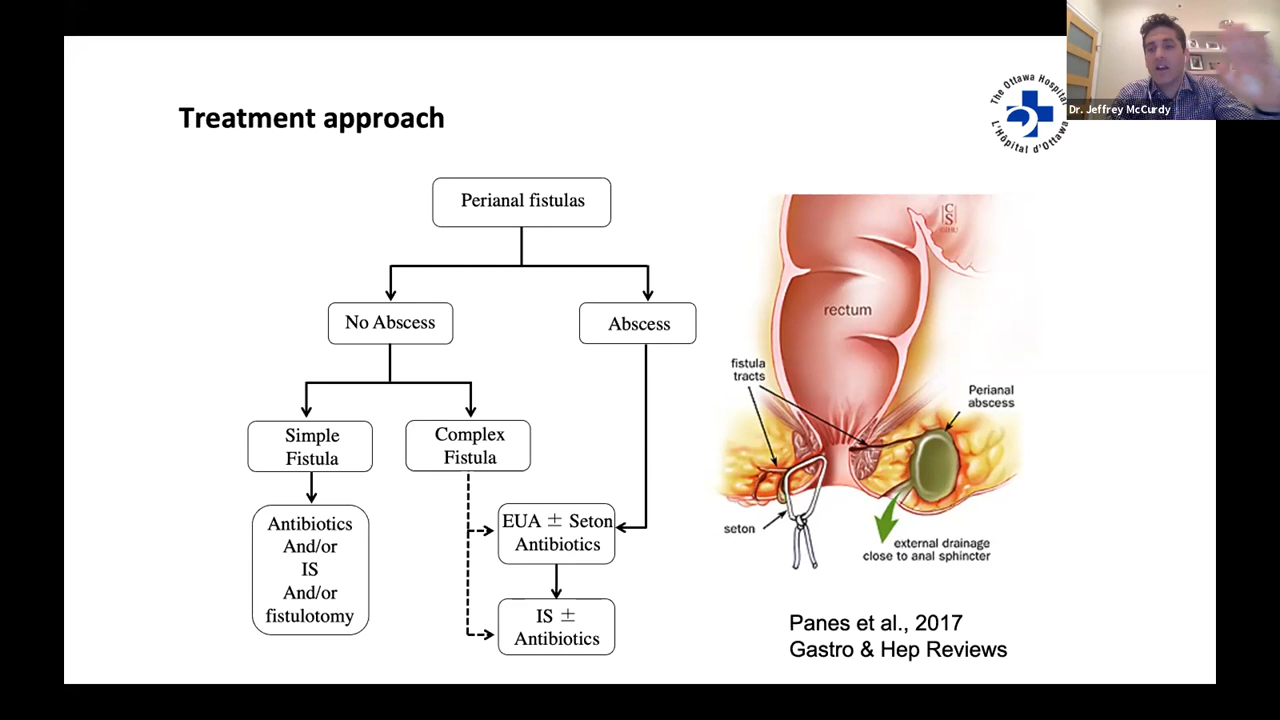 Treatment approach
The Ottawa Hospital
L'Hôpital d'Ottawa
Dr. Jeffrey McCurdy
Perianal fistulas
No Abscess
Abscess
Simple
Fistula
Complex
Fistula
Antibiotics
And/or
IS
And/or
fistulotomy
EUA ± Seton
Antibiotics
IS ±
Antibiotics
C
S
rectum
fistula
tracts
Perianal
abscess
seton
external drainage
close to anal sphincter
Panes et al., 2017
Gastro & Hep Reviews